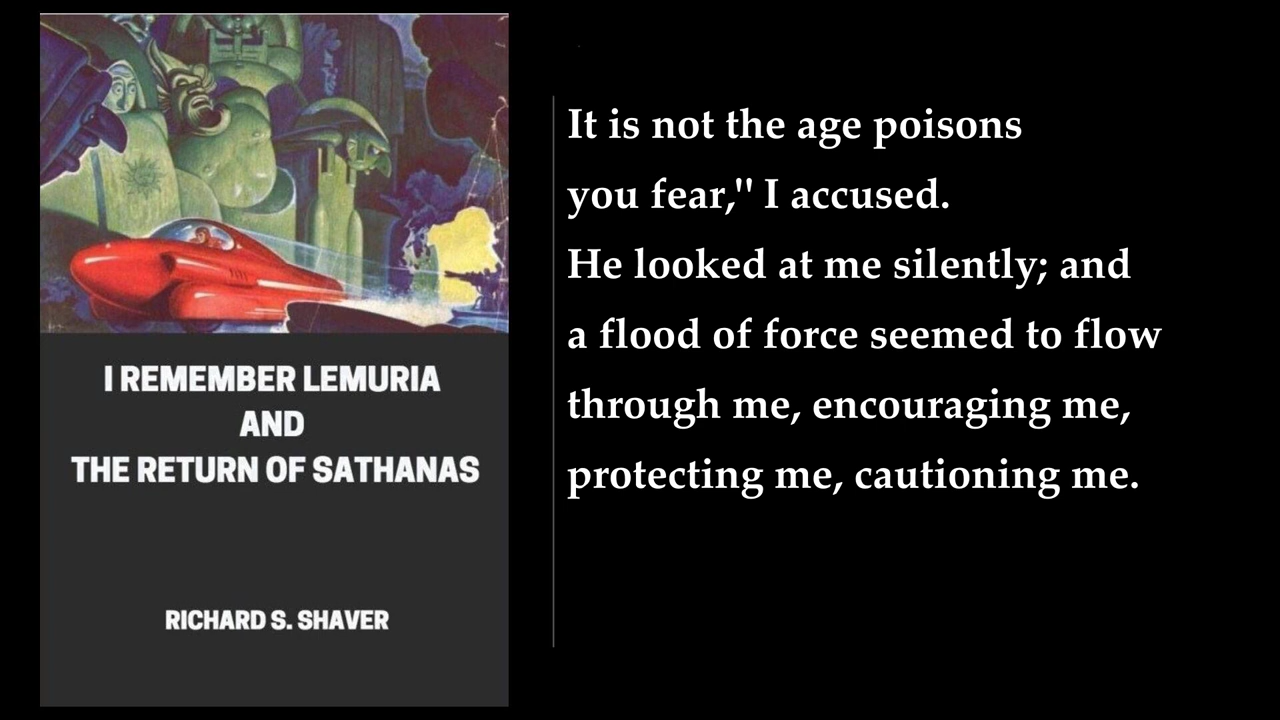 I REMEMBER LEMURIA
AND
THE RETURN OF SATHANAS
RICHARD S. SHAVER
It is not the age poisons
you fear," I accused.
He looked at me silently; and
a flood of force seemed to flow
through me, encouraging me,
protecting me, cautioning me.